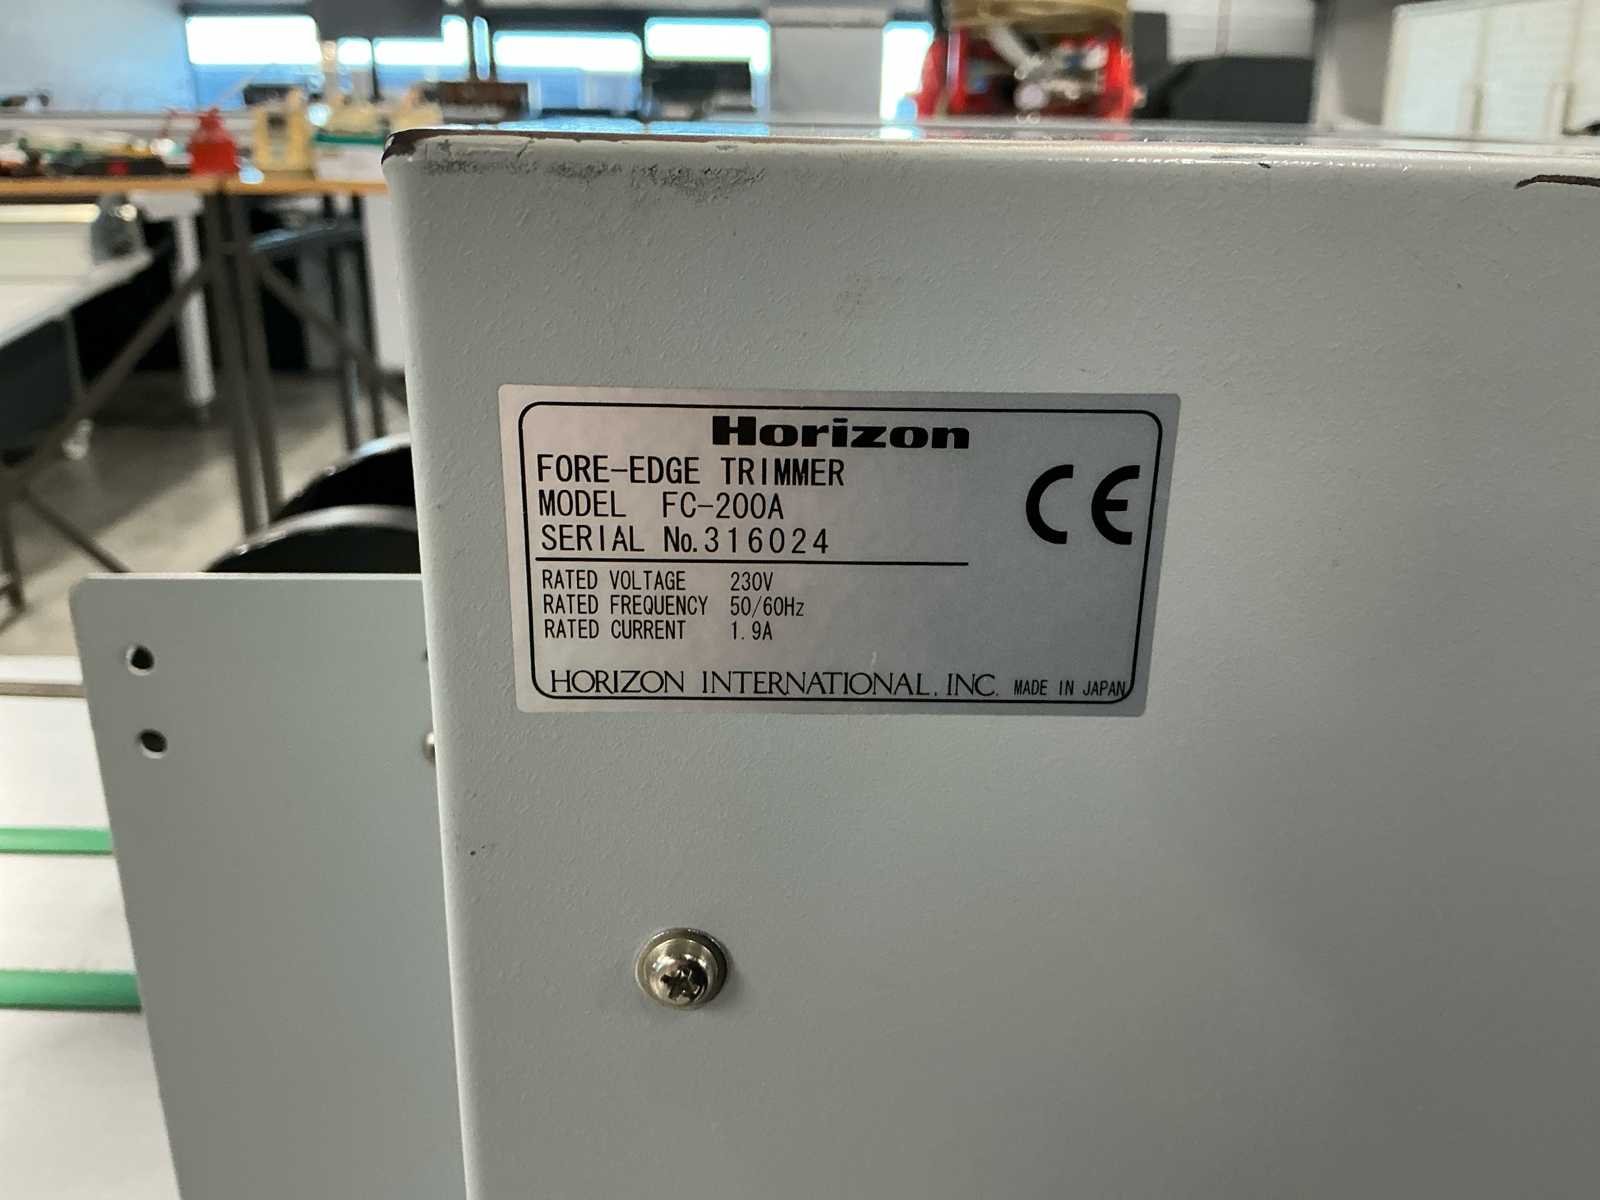 Horizon
FORE-EDGE TRIMMER
MODEL FC-200A
SERIAL No.316024
CE
RATED VOLTAGE 230V
RATED FREQUENCY 50/60Hz
RATED CURRENT 1.9A
HORIZON INTERNATIONAL, INC. MADE IN JAPAN